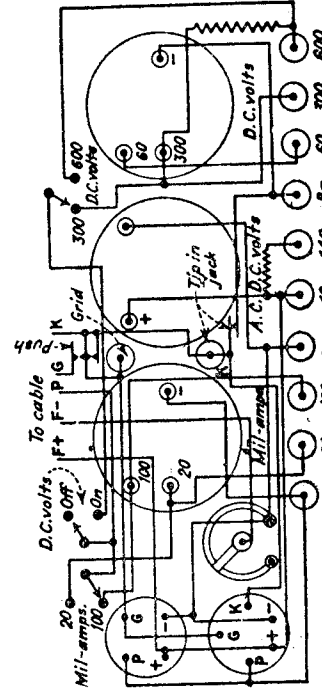 600
D.C. volts
300
Push
K
G
P
F-
F+
To cable
Grid
D.C. volts
Off
On
20
100
Mil-amps.
60
300
-
+
Tip in
jack
A.C. D.C. volts
D.C. volts
600
300
60
Mil-amps
-
100
20
G
-
P
+
K
G
-
P
+